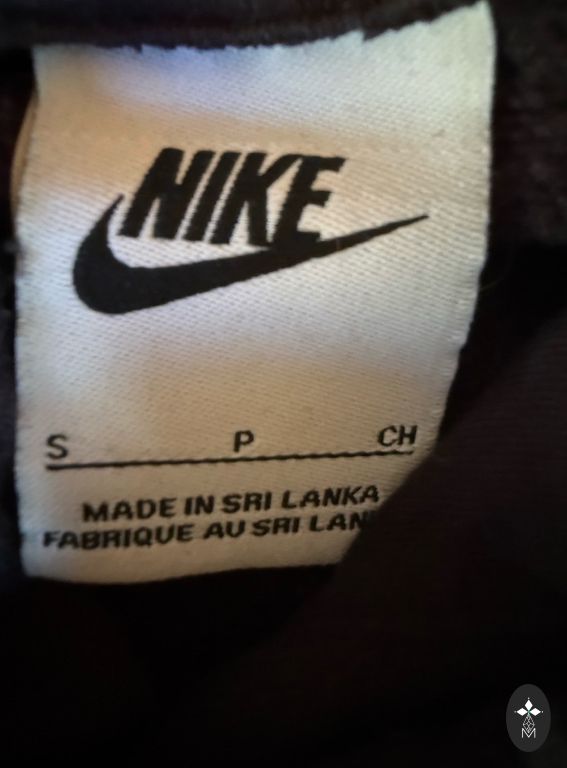 NIKE
S P CH
MADE IN SRI LANKA
FABRIQUE AU SRI